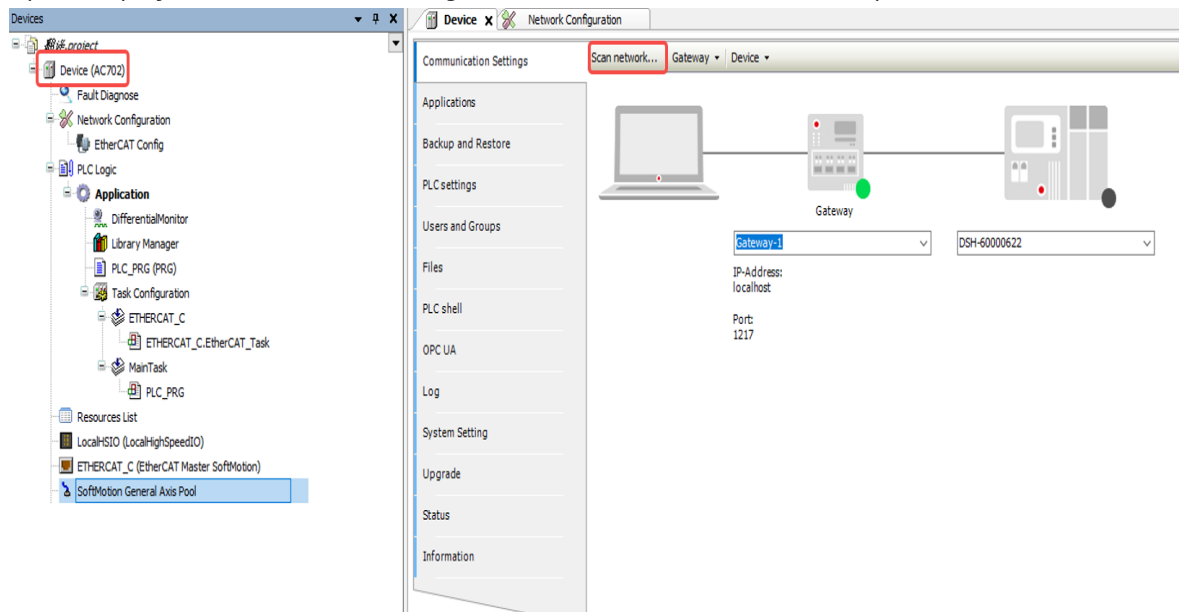 Devices
翻译.project
Device (AC702)
Fault Diagnose
Network Configuration
EtherCAT Config
PLC Logic
Application
DifferentialMonitor
Library Manager
PLC_PRG (PRG)
Task Configuration
ETHERCAT_C
ETHERCAT_C.EtherCAT_Task
MainTask
PLC_PRG
Resources List
LocalHSIO (LocalHighSpeedIO)
ETHERCAT_C (EtherCAT Master SoftMotion)
SoftMotion General Axis Pool
Device
Network Configuration
Communication Settings
Applications
Backup and Restore
PLC settings
Users and Groups
Files
PLC shell
OPC UA
Log
System Setting
Upgrade
Status
Information
Scan network... Gateway Device
Gateway
Gateway-1
DSH-60000622
IP-Address:
localhost
Port:
1217